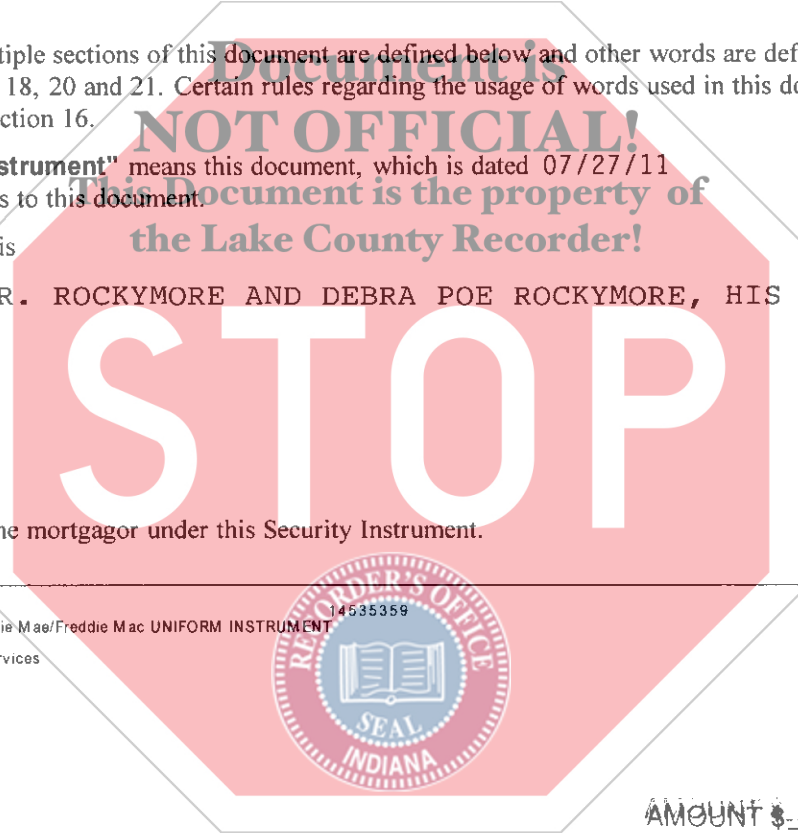 tiple sections of this document are defined below and other words are def
Document is
18, 20 and 21. Certain rules regarding the usage of words used in this do
ction 16.
NOT OFFICIAL!
strument" means this document, which is dated 07/27/11
s to this document.
This Document is the property of
is
the Lake County Recorder!
R. ROCKYMORE AND DEBRA POE ROCKYMORE, HIS
STOP
ne mortgagor under this Security Instrument.
14535359
ie Mae/Freddie Mac UNIFORM INSTRUMENT
rvices
RECORDER'S OFFICE
SEAL
INDIANA
AMOUNT $